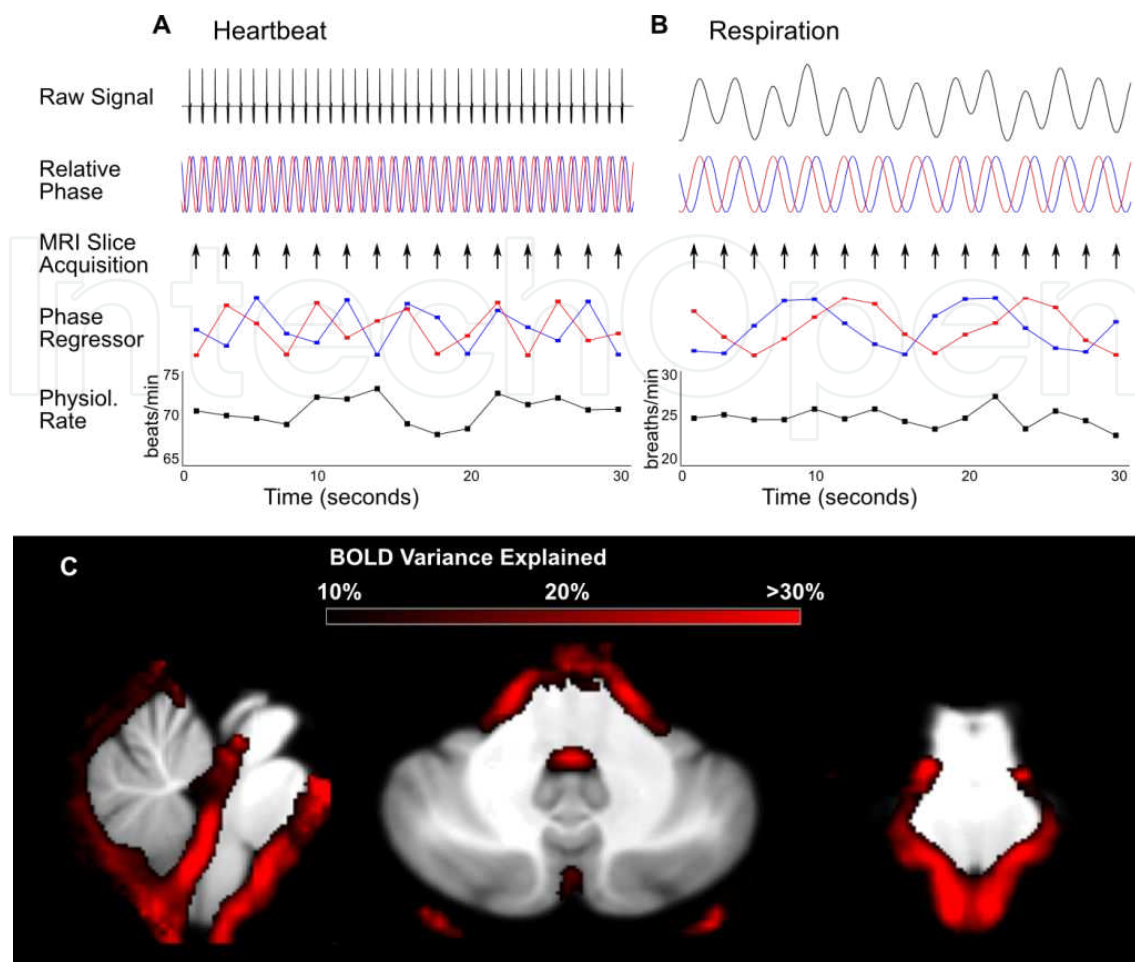 A Heartbeat
B Respiration
Raw Signal
Relative
Phase
MRI Slice
Acquisition
Phase
Regressor
Physiol.
Rate
beats/min
75
70
65
0 10 20 30
Time (seconds)
breaths/min
30
25
20
0 10 20 30
Time (seconds)
IntechOpen
C
BOLD Variance Explained
10% 20% >30%